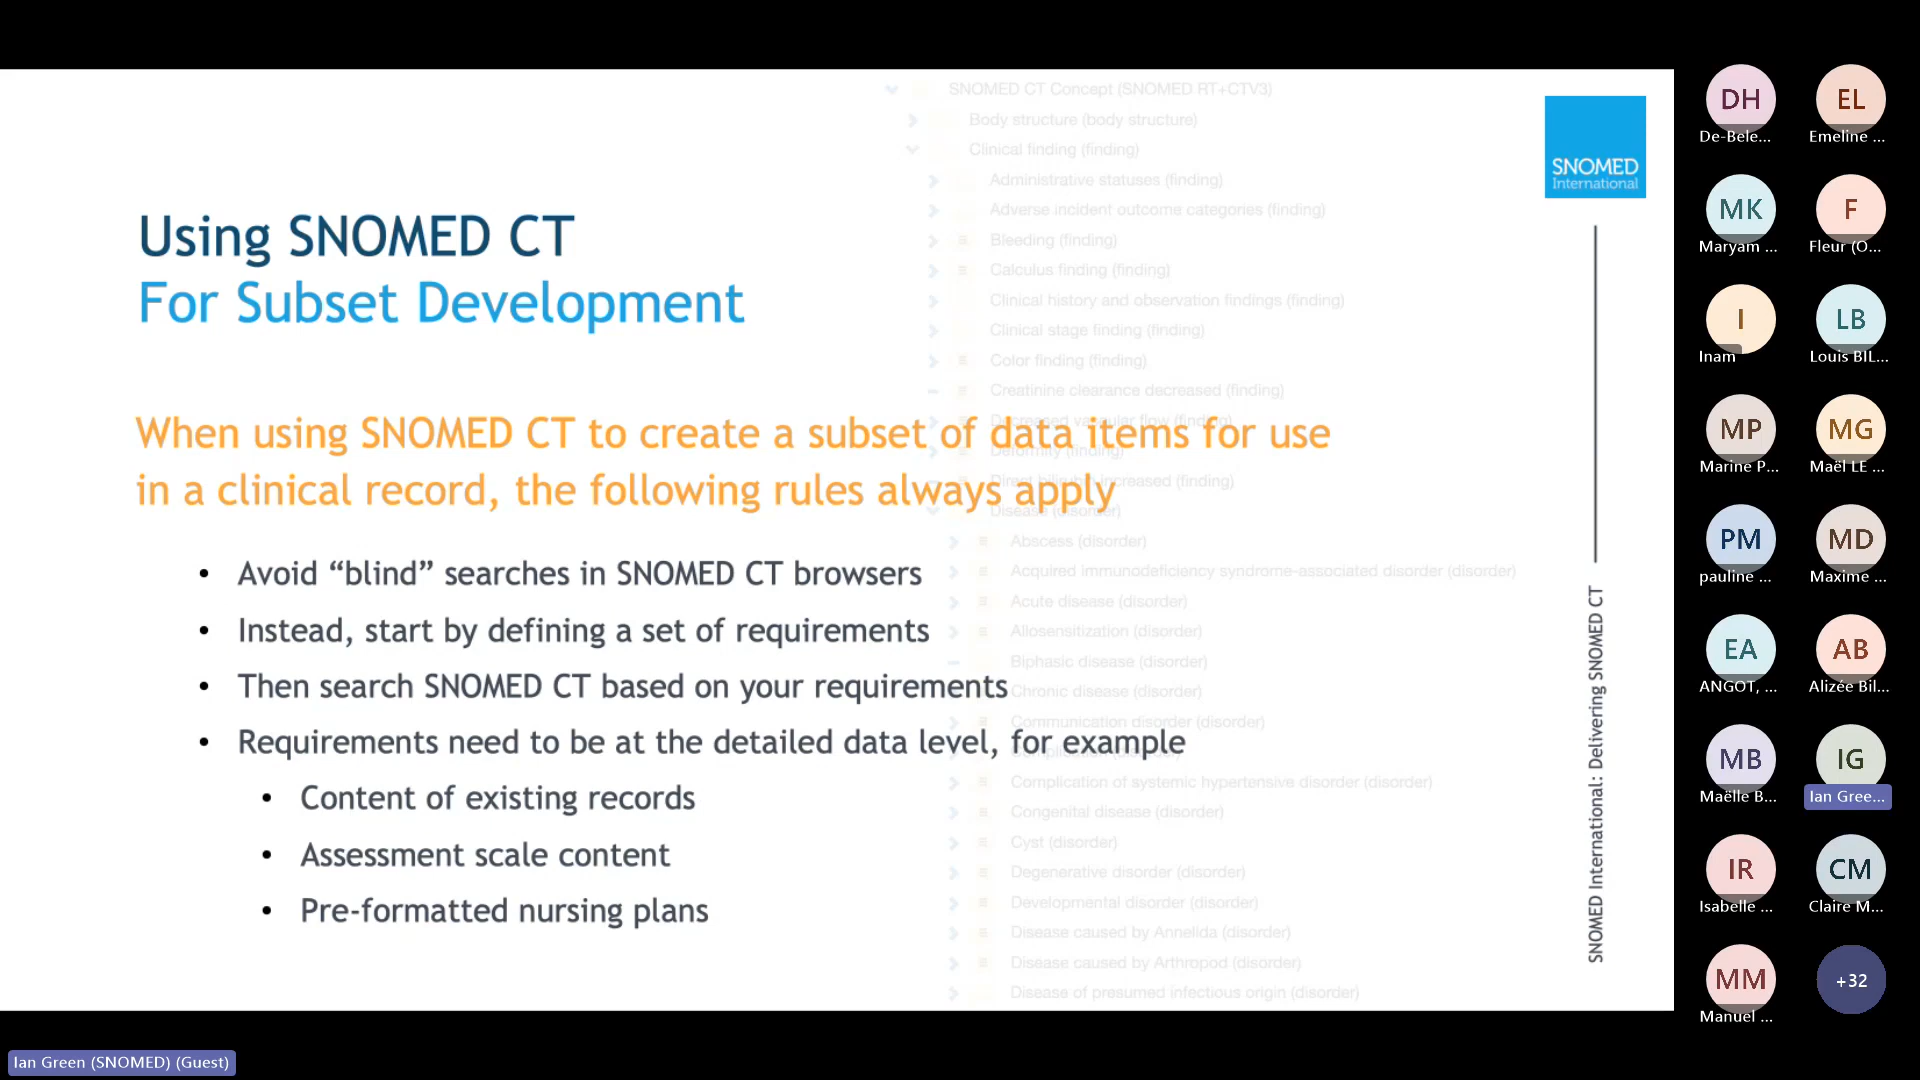 Using SNOMED CT
For Subset Development
When using SNOMED CT to create a subset of data items for use
in a clinical record, the following rules always apply
• Avoid “blind” searches in SNOMED CT browsers
• Instead, start by defining a set of requirements
• Then search SNOMED CT based on your requirements
• Requirements need to be at the detailed data level, for example
• Content of existing records
• Assessment scale content
• Pre-formatted nursing plans
SNOMED CT Concept (SNOMED RT+CTV3)
Body structure (body structure)
Clinical finding (finding)
Administrative statuses (finding)
Adverse incident outcome categories (finding)
Bleeding (finding)
Calculus finding (finding)
Clinical history and observation findings (finding)
Clinical stage finding (finding)
Color finding (finding)
Creatinine clearance decreased (finding)
Decreased vascular flow (finding)
Deformity (finding)
Direct bilirubin increased (finding)
Disease (disorder)
Abscess (disorder)
Acquired immunodeficiency syndrome-associated disorder (disorder)
Acute disease (disorder)
Allosensitization (disorder)
Biphasic disease (disorder)
Chronic disease (disorder)
Communication disorder (disorder)
Complication (disorder)
Complication of systemic hypertensive disorder (disorder)
Congenital disease (disorder)
Cyst (disorder)
Degenerative disorder (disorder)
Developmental disorder (disorder)
Disease caused by Annelida (disorder)
Disease caused by Arthropod (disorder)
Disease of presumed infectious origin (disorder)
SNOMED
International
SNOMED International: Delivering SNOMED CT
DH
De-Bele...
EL
Emeline ...
MK
Maryam ...
F
Fleur (O...
I
Inam
LB
Louis BIL...
MP
Marine P...
MG
Maël LE ...
PM
pauline ...
MD
Maxime ...
EA
ANGOT, ...
AB
Alizée Bil...
MB
Maëlle B...
IG
Ian Gree...
IR
Isabelle ...
CM
Claire M...
MM
Manuel ...
+32
Ian Green (SNOMED) (Guest)